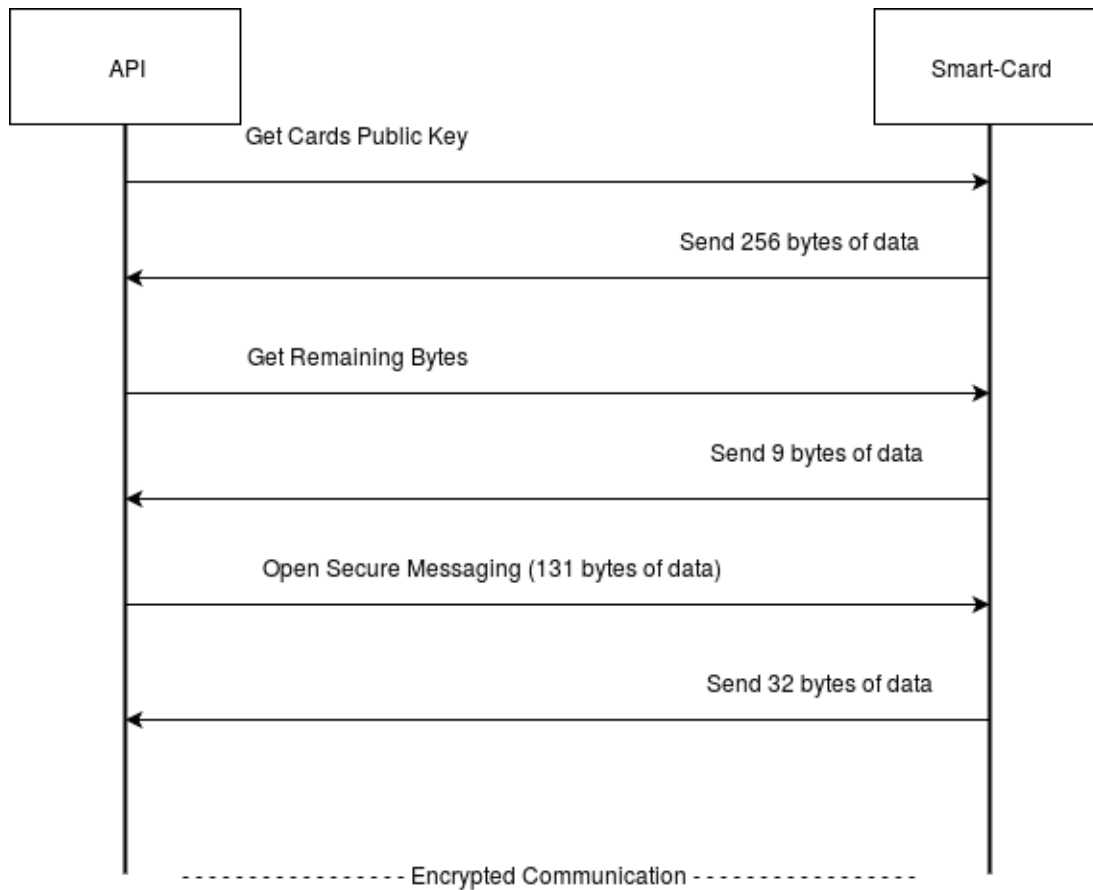 API
Smart-Card
Get Cards Public Key
Send 256 bytes of data
Get Remaining Bytes
Send 9 bytes of data
Open Secure Messaging (131 bytes of data)
Send 32 bytes of data
Encrypted Communication